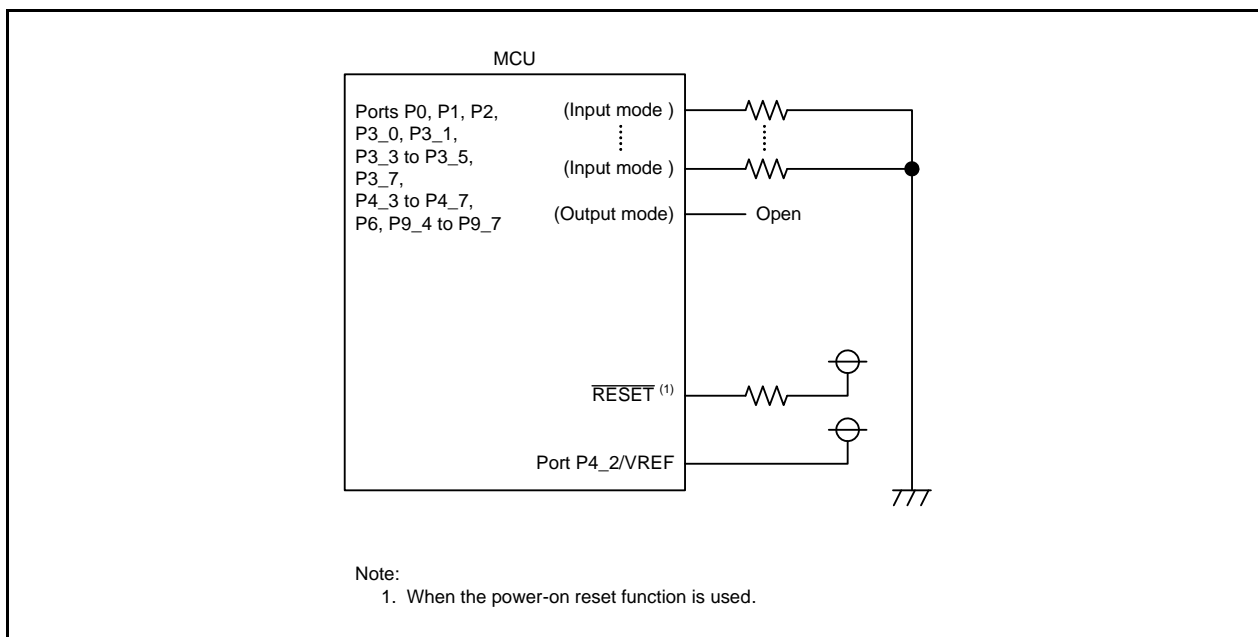 MCU
Ports P0, P1, P2,
P3_0, P3_1,
P3_3 to P3_5,
P3_7,
P4_3 to P4_7,
P6, P9_4 to P9_7
(Input mode )
(Input mode )
(Output mode)
Open
RESET (1)
Port P4_2/VREF
Note:
1. When the power-on reset function is used.